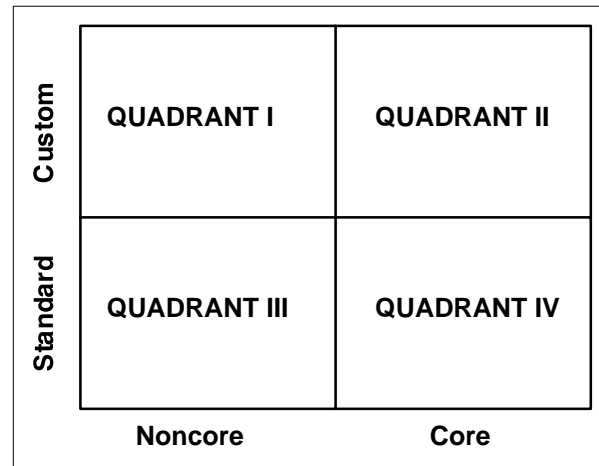 Custom
QUADRANT I
QUADRANT II
Standard
QUADRANT III
QUADRANT IV
Noncore
Core